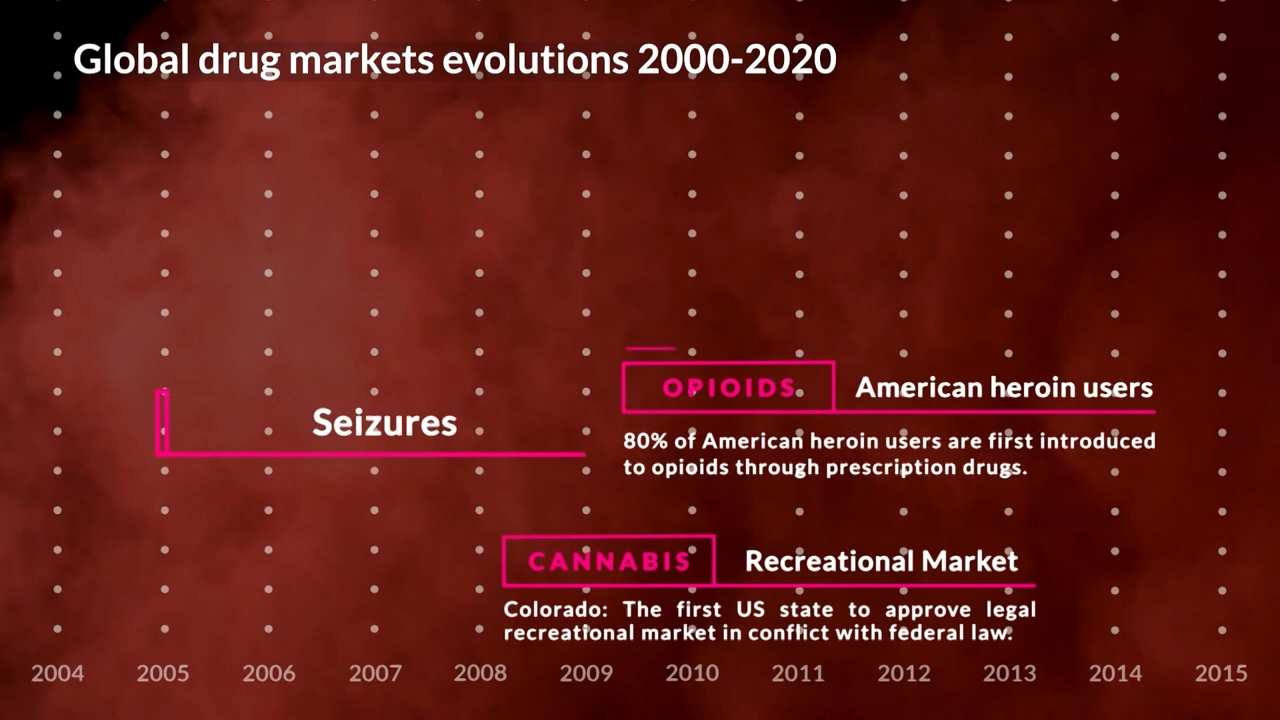 Global drug markets evolutions 2000-2020
OPIOIDS American heroin users
Seizures
80% of American heroin users are first introduced
to opioids through prescription drugs.
CANNABIS Recreational Market
Colorado: The first US state to approve legal
recreational market in conflict with federal law.
2004 2005 2006 2007 2008 2009 2010 2011 2012 2013 2014 2015